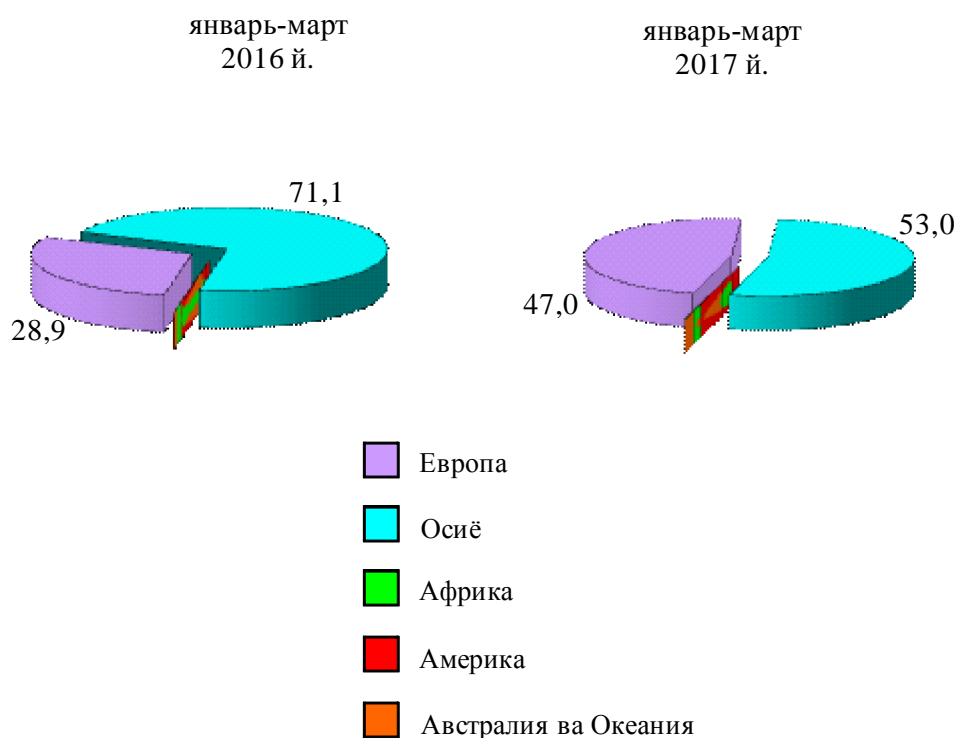 январь-март
2016 й.
январь-март
2017 й.
71,1
28,9
53,0
47,0
Европа
Осиё
Африка
Америка
Австралия ва Океания